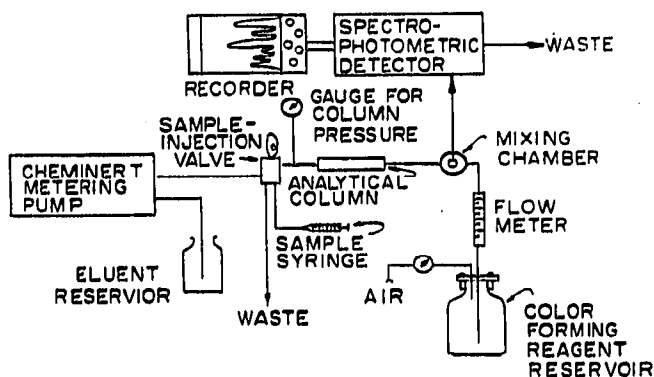 SPECTRO-
PHOTOMETRIC
DETECTOR
WASTE
RECORDER
GAUGE FOR
COLUMN
PRESSURE
SAMPLE-
INJECTION
VALVE
MIXING
CHAMBER
CHEMINERT
METERING
PUMP
ANALYTICAL
COLUMN
FLOW
METER
SAMPLE
SYRINGE
ELUENT
RESERVIOR
AIR
WASTE
COLOR
FORMING
REAGENT
RESERVOIR